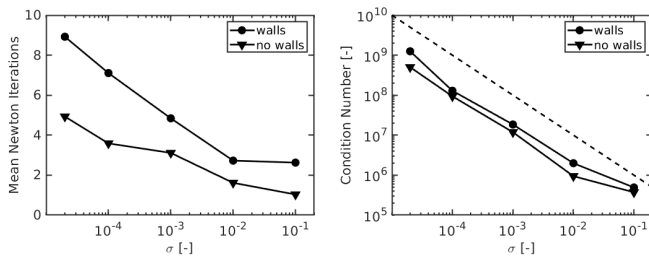 10
8
6
4
2
0
Mean Newton Iterations
walls
no walls
10^-4
10^-3
10^-2
10^-1
σ [-]
10^10
10^9
10^8
10^7
10^6
10^5
Condition Number [-]
walls
no walls
10^-4
10^-3
10^-2
10^-1
σ [-]